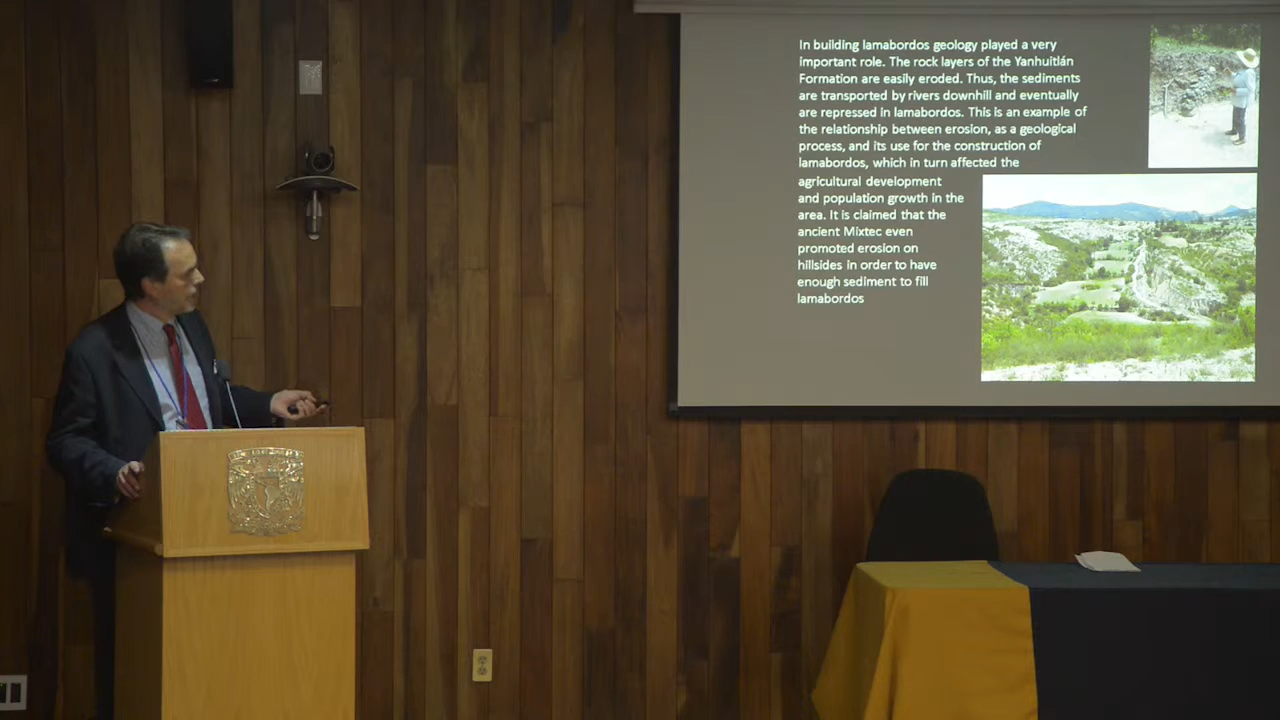 In building lamabordos geology played a very
important role. The rock layers of the Yanhuitlán
Formation are easily eroded. Thus, the sediments
are transported by rivers downhill and eventually
are repressed in lamabordos. This is an example of
the relationship between erosion, as a geological
process, and its use for the construction of
lamabordos, which in turn affected the
agricultural development
and population growth in the
area. It is claimed that the
ancient Mixtec even
promoted erosion on
hillsides in order to have
enough sediment to fill
lamabordos